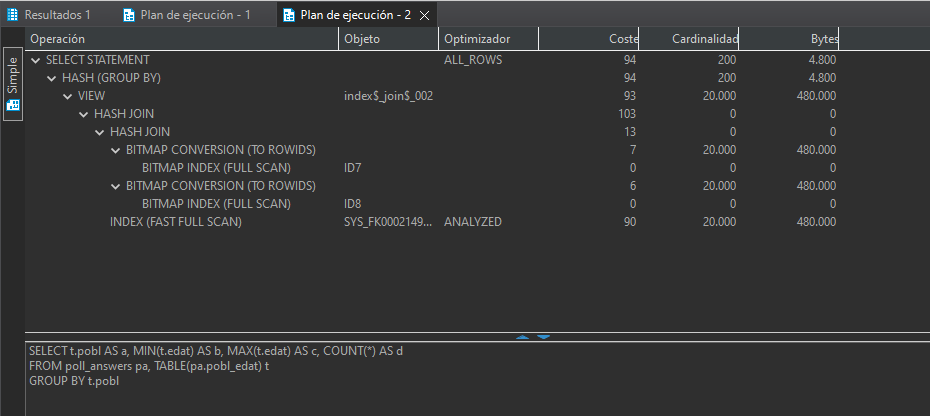 Resultados 1 Plan de ejecución - 1 Plan de ejecución - 2
Simple
Operación Objeto Optimizador Coste Cardinalidad Bytes
SELECT STATEMENT ALL_ROWS 94 200 4.800
HASH (GROUP BY) 94 200 4.800
VIEW index$_join$_002 93 20.000 480.000
HASH JOIN 103 0 0
HASH JOIN 13 0 0
BITMAP CONVERSION (TO ROWIDS) 7 20.000 480.000
BITMAP INDEX (FULL SCAN) ID7 0 0 0
BITMAP CONVERSION (TO ROWIDS) 6 20.000 480.000
BITMAP INDEX (FULL SCAN) ID8 0 0 0
INDEX (FAST FULL SCAN) SYS_FK0002149... ANALYZED 90 20.000 480.000
SELECT t.pobl AS a, MIN(t.edat) AS b, MAX(t.edat) AS c, COUNT(*) AS d
FROM poll_answers pa, TABLE(pa.pobl_edat) t
GROUP BY t.pobl